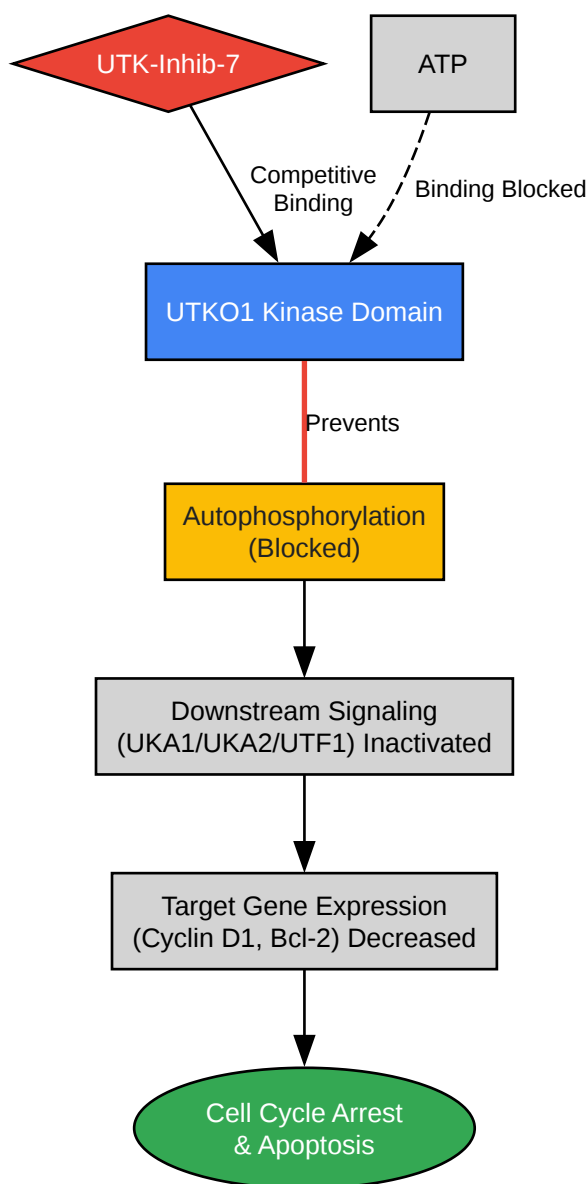 UTK-Inhib-7
ATP
Competitive
Binding
Binding Blocked
UTKO1 Kinase Domain
Prevents
Autophosphorylation
(Blocked)
Downstream Signaling
(UKA1/UKA2/UTF1) Inactivated
Target Gene Expression
(Cyclin D1, Bcl-2) Decreased
Cell Cycle Arrest
& Apoptosis